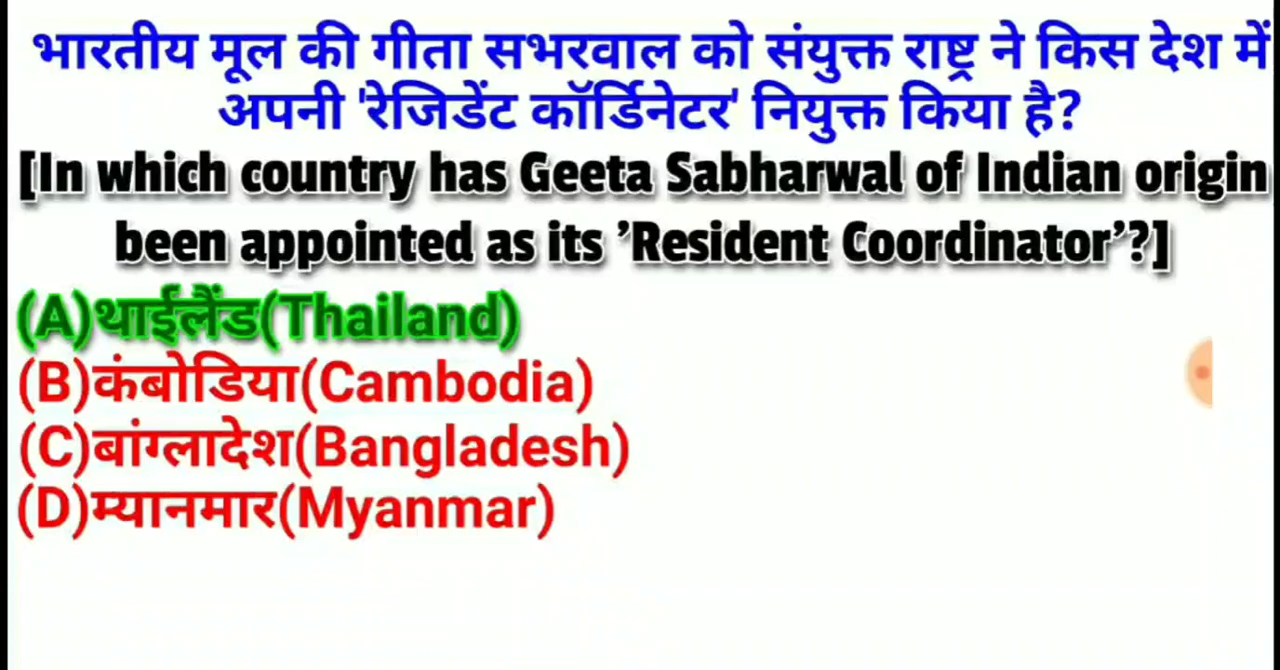 भारतीय मूल की गीता सभरवाल को संयुक्त राष्ट्र ने किस देश में
अपनी 'रेजिडेंट कॉर्डिनेटर' नियुक्त किया है?
[In which country has Geeta Sabharwal of Indian origin
been appointed as its ’Resident Coordinator’?]
(A)थाईलैंड(Thailand)
(B)कंबोडिया(Cambodia)
(C)बांग्लादेश(Bangladesh)
(D)म्यानमार(Myanmar)